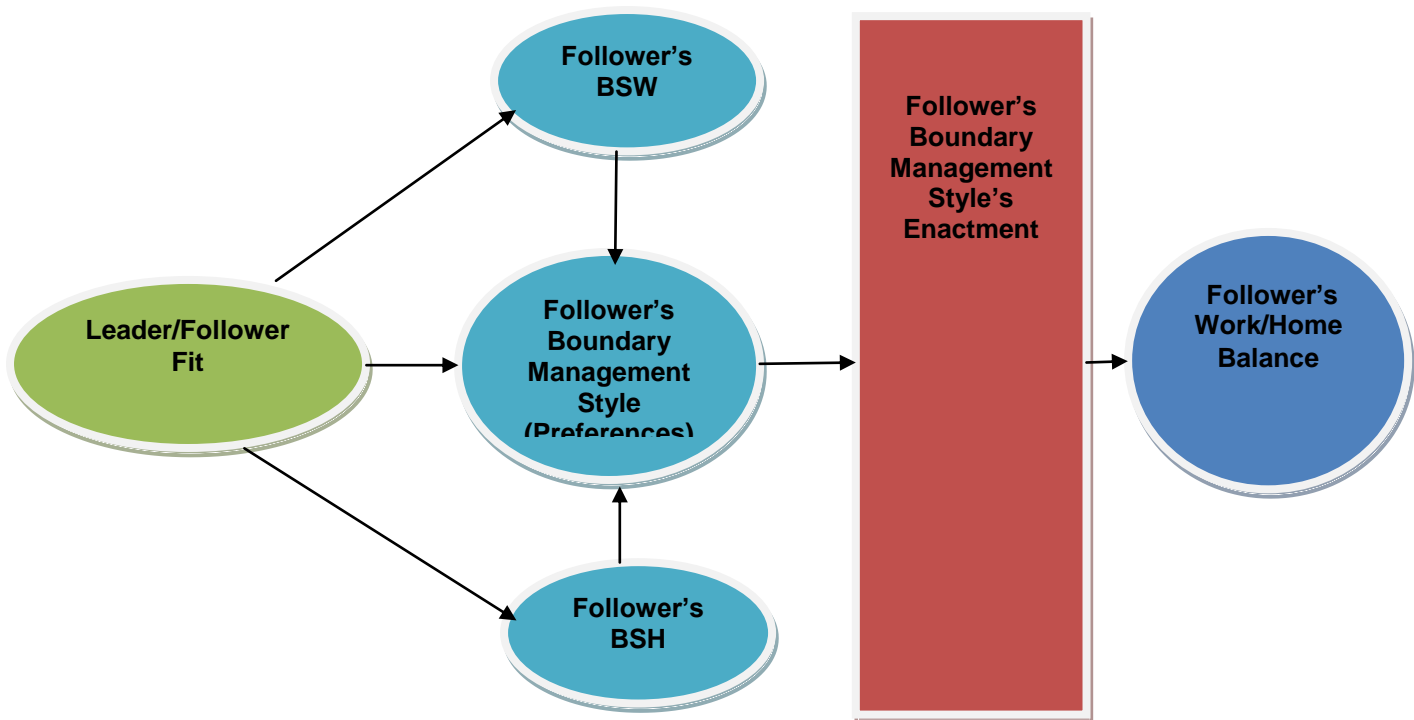 Follower’s
BSW
Follower’s
Boundary
Management
Style’s
Enactment
Leader/Follower
Fit
Follower’s
Boundary
Management
Style
(Preferences)
Follower’s
Work/Home
Balance
Follower’s
BSH